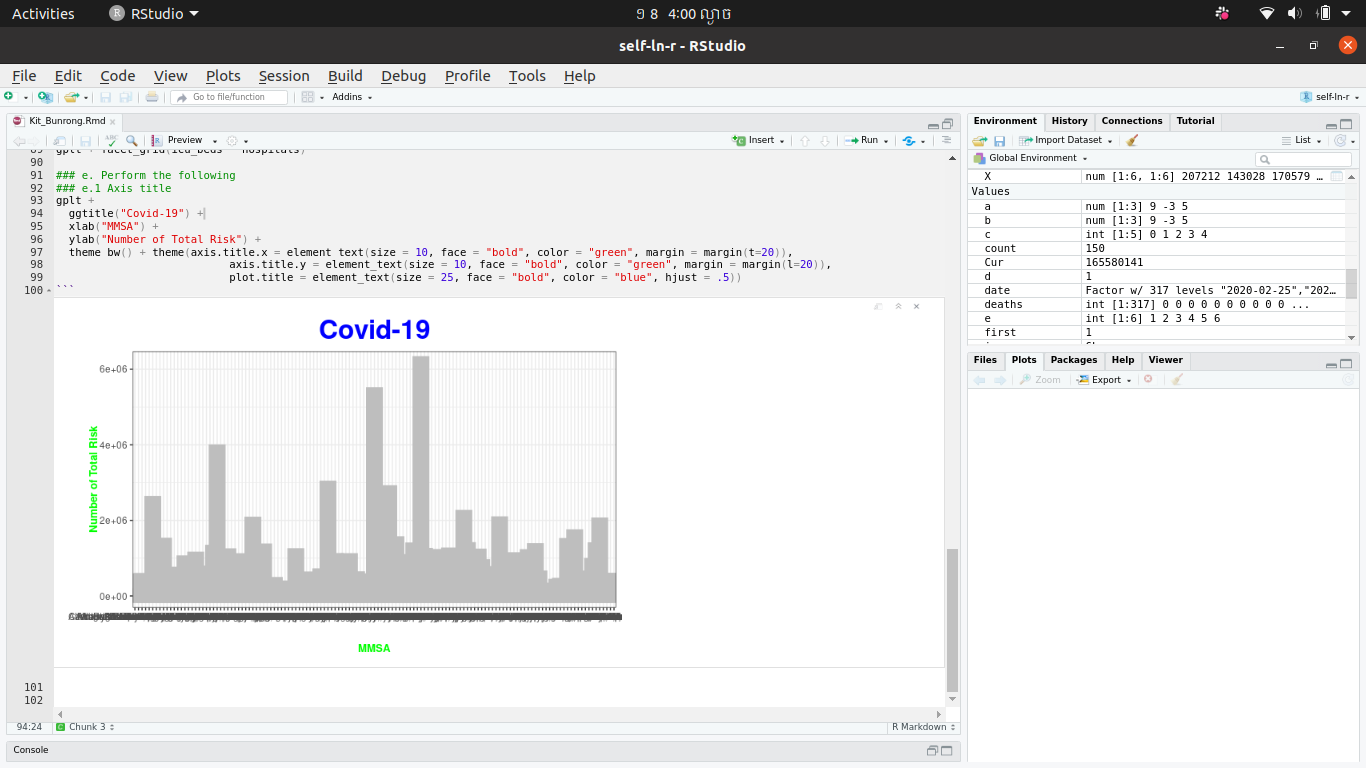 Activities RStudio ១ 8 4:00 ល្ងាច
self-ln-r - RStudio
File Edit Code View Plots Session Build Debug Profile Tools Help
Go to file/function Addins self-ln-r
Kit_Bunrong.Rmd
Preview Insert Run
90
91 ### e. Perform the following
92 ### e.1 Axis title
93 gplt +
94 ggtitle("Covid-19") +
95 xlab("MMSA") +
96 ylab("Number of Total Risk") +
97 theme_bw() + theme(axis.title.x = element_text(size = 10, face = "bold", color = "green", margin = margin(t=20)),
98 axis.title.y = element_text(size = 10, face = "bold", color = "green", margin = margin(l=20)),
99 plot.title = element_text(size = 25, face = "bold", color = "blue", hjust = .5))
100 ```
Covid-19
Number of Total Risk
6e+06
4e+06
2e+06
0e+00
MMSA
101
102
94:24 Chunk 3 R Markdown
Console
Environment History Connections Tutorial
Import Dataset List
Global Environment
X num [1:6, 1:6] 207212 143028 170579 …
Values
a num [1:3] 9 -3 5
b num [1:3] 9 -3 5
c int [1:5] 0 1 2 3 4
count 150
Cur 165580141
d 1
date Factor w/ 317 levels "2020-02-25","202…
deaths int [1:317] 0 0 0 0 0 0 0 0 0 0 ...
e int [1:6] 1 2 3 4 5 6
first 1
Files Plots Packages Help Viewer
Zoom Export